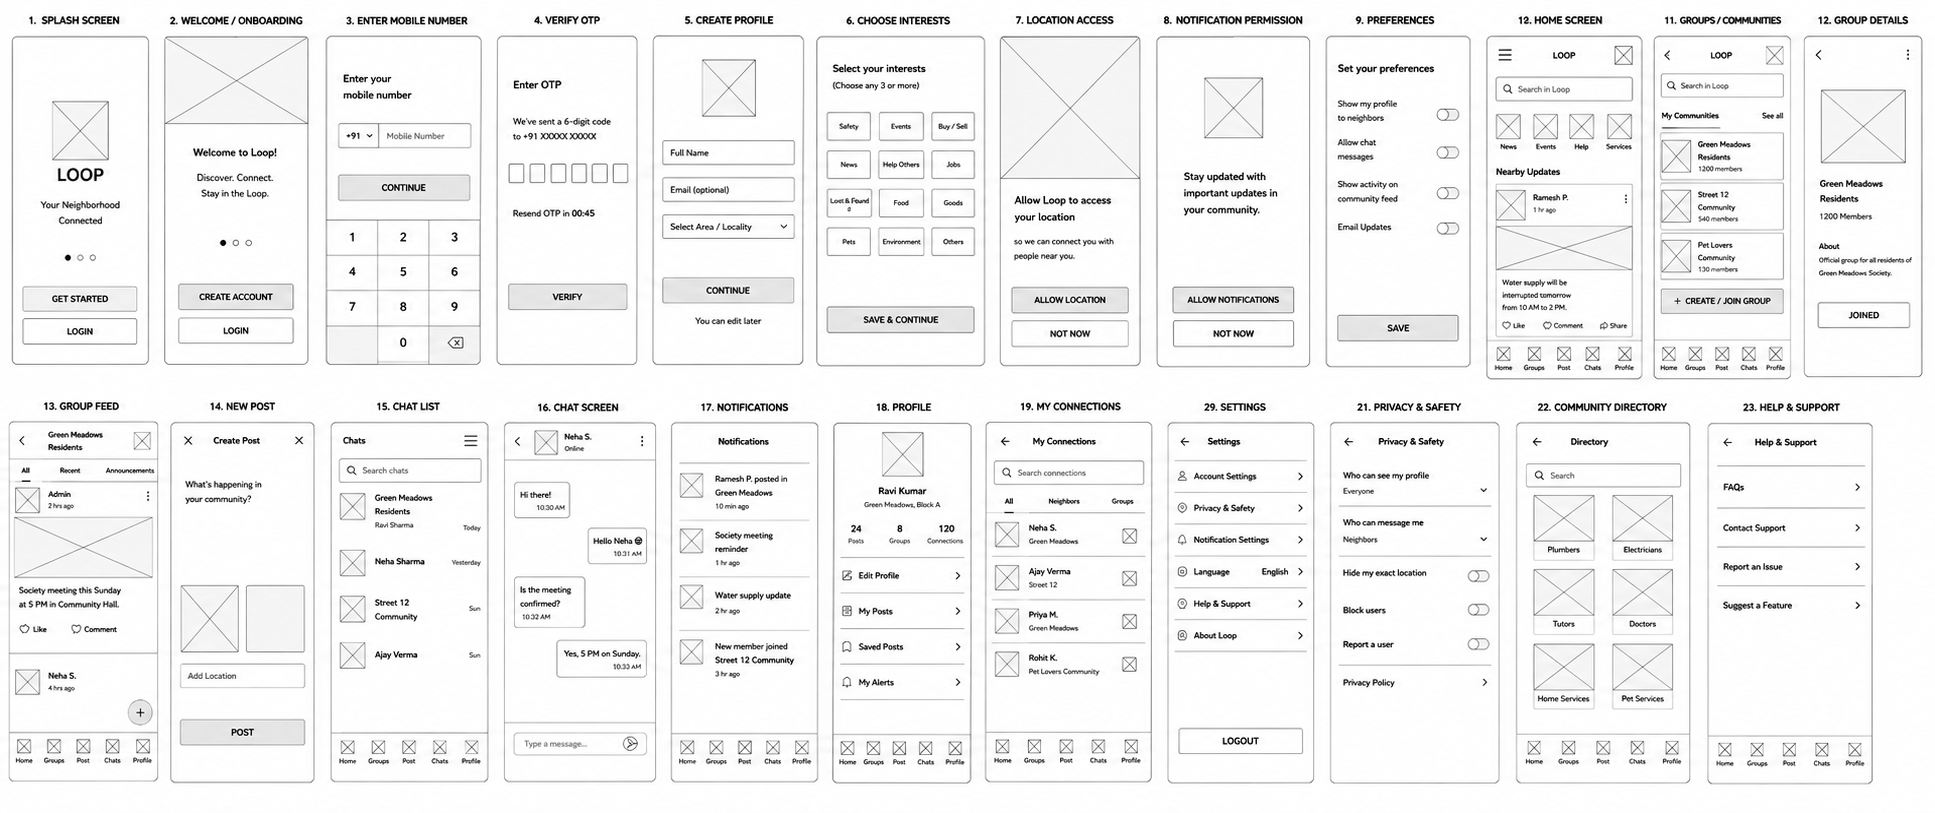 1. SPLASH SCREEN
LOOP
Your Neighborhood
Connected
GET STARTED
LOGIN
2. WELCOME / ONBOARDING
Welcome to Loop!
Discover. Connect.
Stay in the Loop.
CREATE ACCOUNT
LOGIN
3. ENTER MOBILE NUMBER
Enter your
mobile number
+91 Mobile Number
CONTINUE
1 2 3
4 5 6
7 8 9
0
4. VERIFY OTP
Enter OTP
We've sent a 6-digit code
to +91 XXXXX XXXXX
Resend OTP in 00:45
VERIFY
5. CREATE PROFILE
Full Name
Email (optional)
Select Area / Locality
CONTINUE
You can edit later
6. CHOOSE INTERESTS
Select your interests
(Choose any 3 or more)
Safety Events Buy / Sell
News Help Others Jobs
Lost & Found Food Goods
Pets Environment Others
SAVE & CONTINUE
7. LOCATION ACCESS
Allow Loop to access
your location
so we can connect you with
people near you.
ALLOW LOCATION
NOT NOW
8. NOTIFICATION PERMISSION
Stay updated with
important updates in
your community.
ALLOW NOTIFICATIONS
NOT NOW
9. PREFERENCES
Set your preferences
Show my profile
to neighbors
Allow chat
messages
Show activity on
community feed
Email Updates
SAVE
12. HOME SCREEN
LOOP
Search in Loop
News Events Help Services
Nearby Updates
Ramesh P.
1 hr ago
Water supply will be
interrupted tomorrow
from 10 AM to 2 PM.
Like Comment Share
Home Groups Post Chats Profile
11. GROUPS / COMMUNITIES
LOOP
Search in Loop
My Communities See all
Green Meadows
Residents
1200 members
Street 12
Community
540 members
Pet Lovers
Community
130 members
+ CREATE / JOIN GROUP
Home Groups Post Chats Profile
12. GROUP DETAILS
Green Meadows
Residents
1200 Members
About
Official group for all residents of
Green Meadows Society.
JOINED
13. GROUP FEED
Green Meadows
Residents
All Recent Announcements
Admin
2 hrs ago
Society meeting this Sunday
at 5 PM in Community Hall.
Like Comment
Neha S.
4 hrs ago
+
Home Groups Post Chats Profile
14. NEW POST
Create Post
What's happening in
your community?
Add Location
POST
15. CHAT LIST
Chats
Search chats
Green Meadows
Residents
Ravi Sharma Today
Neha Sharma Yesterday
Street 12
Community Sun
Ajay Verma Sun
Home Groups Post Chats Profile
16. CHAT SCREEN
Neha S.
Online
Hi there!
10:30 AM
Hello Neha
10:31 AM
Is the meeting
confirmed?
10:32 AM
Yes, 5 PM on Sunday.
10:33 AM
Type a message...
17. NOTIFICATIONS
Notifications
Ramesh P. posted in
Green Meadows
10 min ago
Society meeting
reminder
1 hr ago
Water supply update
2 hr ago
New member joined
Street 12 Community
3 hr ago
Home Groups Post Chats Profile
18. PROFILE
Ravi Kumar
Green Meadows, Block A
24 8 120
Posts Groups Connections
Edit Profile
My Posts
Saved Posts
My Alerts
Home Groups Post Chats Profile
19. MY CONNECTIONS
My Connections
Search connections
All Neighbors Groups
Neha S.
Green Meadows
Ajay Verma
Street 12
Priya M.
Green Meadows
Rohit K.
Pet Lovers Community
Home Groups Post Chats Profile
29. SETTINGS
Settings
Account Settings
Privacy & Safety
Notification Settings
Language English
Help & Support
About Loop
LOGOUT
21. PRIVACY & SAFETY
Privacy & Safety
Who can see my profile
Everyone
Who can message me
Neighbors
Hide my exact location
Block users
Report a user
Privacy Policy
22. COMMUNITY DIRECTORY
Directory
Search
Plumbers Electricians
Tutors Doctors
Home Services Pet Services
Home Groups Post Chats Profile
23. HELP & SUPPORT
Help & Support
FAQs
Contact Support
Report an Issue
Suggest a Feature
Home Groups Post Chats Profile